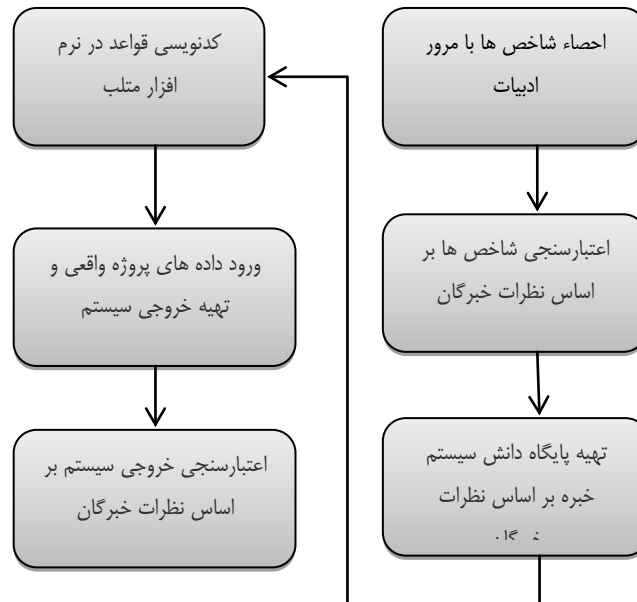 احصاء شاخص ها با مرور
ادبیات
اعتبارسنجی شاخص ها بر
اساس نظرات خبرگان
تهیه پایگاه دانش سیستم
خبره بر اساس نظرات
کدنویسی قواعد در نرم
افزار متلب
ورود داده های پروژه واقعی و
تهیه خروجی سیستم
اعتبارسنجی خروجی سیستم بر
اساس نظرات خبرگان